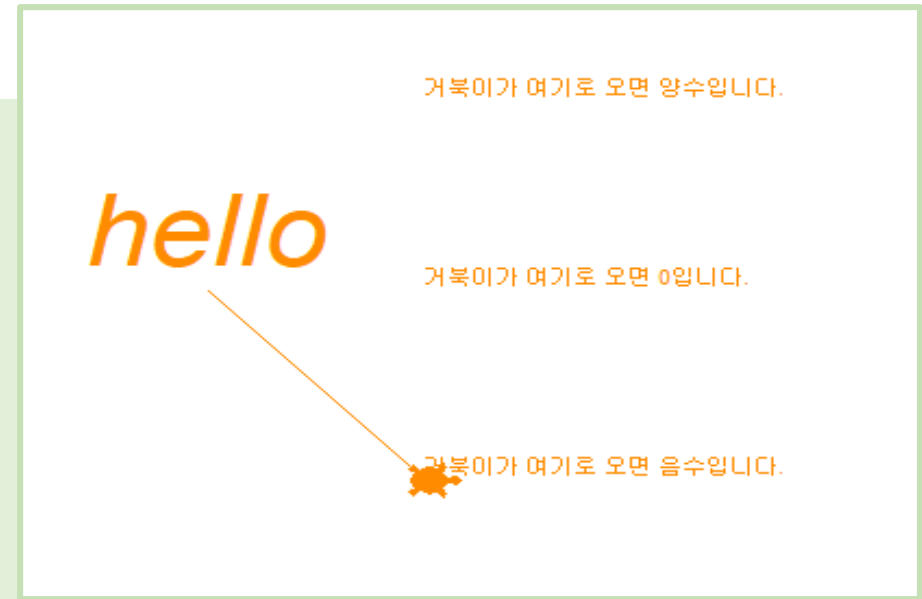 거북이가 여기로 오면 양수입니다.
hello
거북이가 여기로 오면 0입니다.
거북이가 여기로 오면 음수입니다.